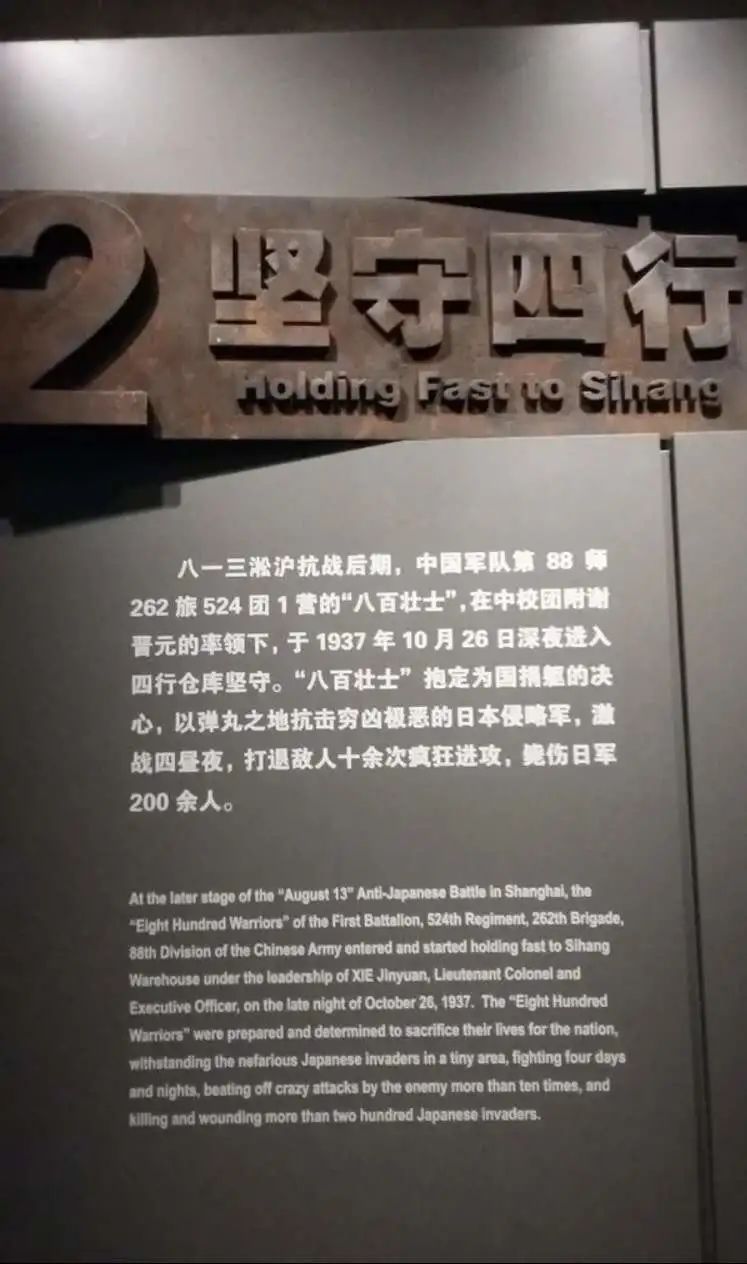 2 坚守四行
Holding Fast to Sihang
八一三淞沪抗战后期，中国军队第 88 师
262 旅 524 团 1 营的“八百壮士”，在中校团附谢
晋元的率领下，于 1937 年 10 月 26 日深夜进入
四行仓库坚守。“八百壮士” 抱定为国捐躯的决
心，以弹丸之地抗击穷凶极恶的日本侵略军，激
战四昼夜，打退敌人十余次疯狂进攻，毙伤日军
200 余人。
At the later stage of the “August 13” Anti-Japanese Battle in Shanghai, the
“Eight Hundred Warriors” of the First Battalion, 524th Regiment, 262th Brigade,
88th Division of the Chinese Army entered and started holding fast to Sihang
Warehouse under the leadership of XIE Jinyuan, Lieutenant Colonel and
Executive Officer, on the late night of October 26, 1937. The “Eight Hundred
Warriors” were prepared and determined to sacrifice their lives for the nation,
withstanding the nefarious Japanese invaders in a tiny area, fighting four days
and nights, beating off crazy attacks by the enemy more than ten times, and
killing and wounding more than two hundred Japanese invaders.